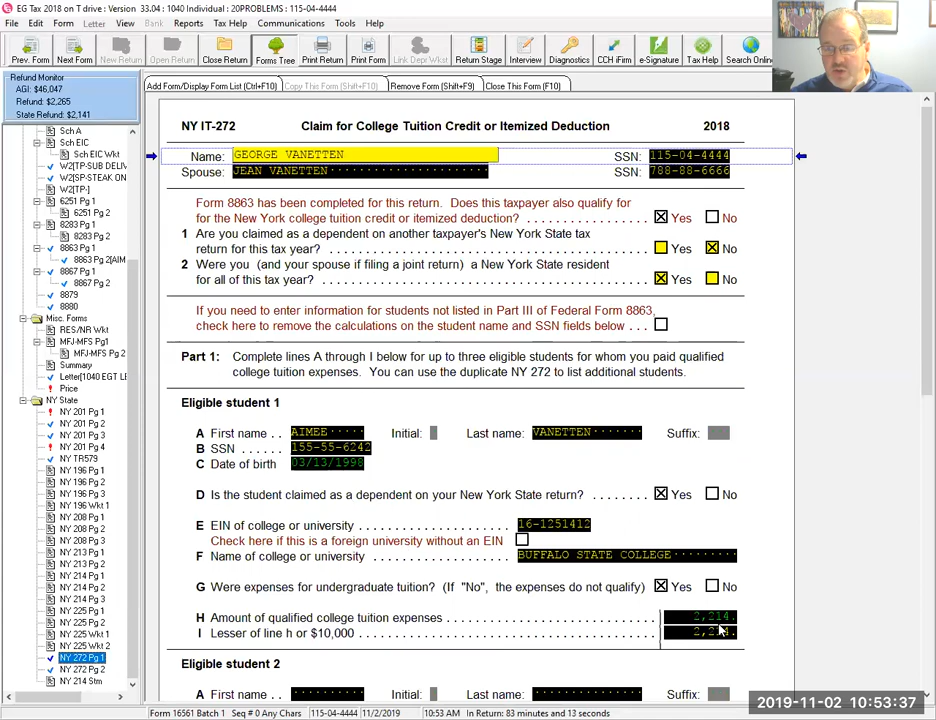 EG Tax 2018 on T drive : Version 33.04 : 1040 Individual : 20PROBLEMS : 115-04-4444
File Edit Form Letter View Bank Reports Tax Help Communications Tools Help
Prev. Form Next Form New Return Open Return Close Return Forms Tree Print Return Print Form Link Depr Wkt Return Stage Interview Diagnostics CCH iFirm e-Signature Tax Help Search Online
Refund Monitor
AGI: $46,047
Refund: $2,265
State Refund: $2,141
Add Form/Display Form List (Ctrl+F10) Copy This Form (Shift+F10) Remove Form (Shift+F9) Close This Form (F10)
Sch A
Sch EIC
Sch EIC Wkt
W2[TP-SUB DELIV
W2[SP-STEAK ON
W2[TP-]
6251 Pg 1
6251 Pg 2
8283 Pg 1
8283 Pg 2
8863 Pg 1
8863 Pg 2[AIM
8867 Pg 1
8867 Pg 2
8879
8880
Misc. Forms
RES/NR Wkt
MFJ-MFS Pg1
MFJ-MFS Pg 2
Summary
Letter[1040 EGT LE
Price
NY State
NY 201 Pg 1
NY 201 Pg 2
NY 201 Pg 3
NY 201 Pg 4
NY TR579
NY 196 Pg 1
NY 196 Pg 2
NY 196 Pg 3
NY 196 Wkt 1
NY 208 Pg 1
NY 208 Pg 2
NY 208 Pg 3
NY 213 Pg 1
NY 213 Pg 2
NY 214 Pg 1
NY 214 Pg 2
NY 214 Pg 3
NY 225 Pg 1
NY 225 Pg 2
NY 225 Wkt 1
NY 225 Wkt 2
NY 272 Pg 1
NY 272 Pg 2
NY 214 Stm
NY IT-272 Claim for College Tuition Credit or Itemized Deduction 2018
Name: GEORGE VANETTEN SSN: 115-04-4444
Spouse: JEAN VANETTEN SSN: 788-88-6666
Form 8863 has been completed for this return. Does this taxpayer also qualify for
for the New York college tuition credit or itemized deduction? Yes No
1 Are you claimed as a dependent on another taxpayer's New York State tax
return for this tax year? Yes No
2 Were you (and your spouse if filing a joint return) a New York State resident
for all of this tax year? Yes No
If you need to enter information for students not listed in Part III of Federal Form 8863,
check here to remove the calculations on the student name and SSN fields below . . .
Part 1: Complete lines A through I below for up to three eligible students for whom you paid qualified
college tuition expenses. You can use the duplicate NY 272 to list additional students.
Eligible student 1
A First name . . AIMEE Initial: Last name: VANETTEN Suffix:
B SSN . . . . . . 155-55-6242
C Date of birth 03/13/1998
D Is the student claimed as a dependent on your New York State return? . . . . . . . . Yes No
E EIN of college or university 16-1251412
Check here if this is a foreign university without an EIN
F Name of college or university BUFFALO STATE COLLEGE
G Were expenses for undergraduate tuition? (If "No", the expenses do not qualify) Yes No
H Amount of qualified college tuition expenses 2,214.
I Lesser of line h or $10,000
Eligible student 2
A First name . . Initial: Last name: Suffix:
Form 16561 Batch 1 Seq # 0 Any Chars 115-04-4444 11/2/2019 10:53 AM In Return: 83 minutes and 13 seconds
2019-11-02 10:53:37